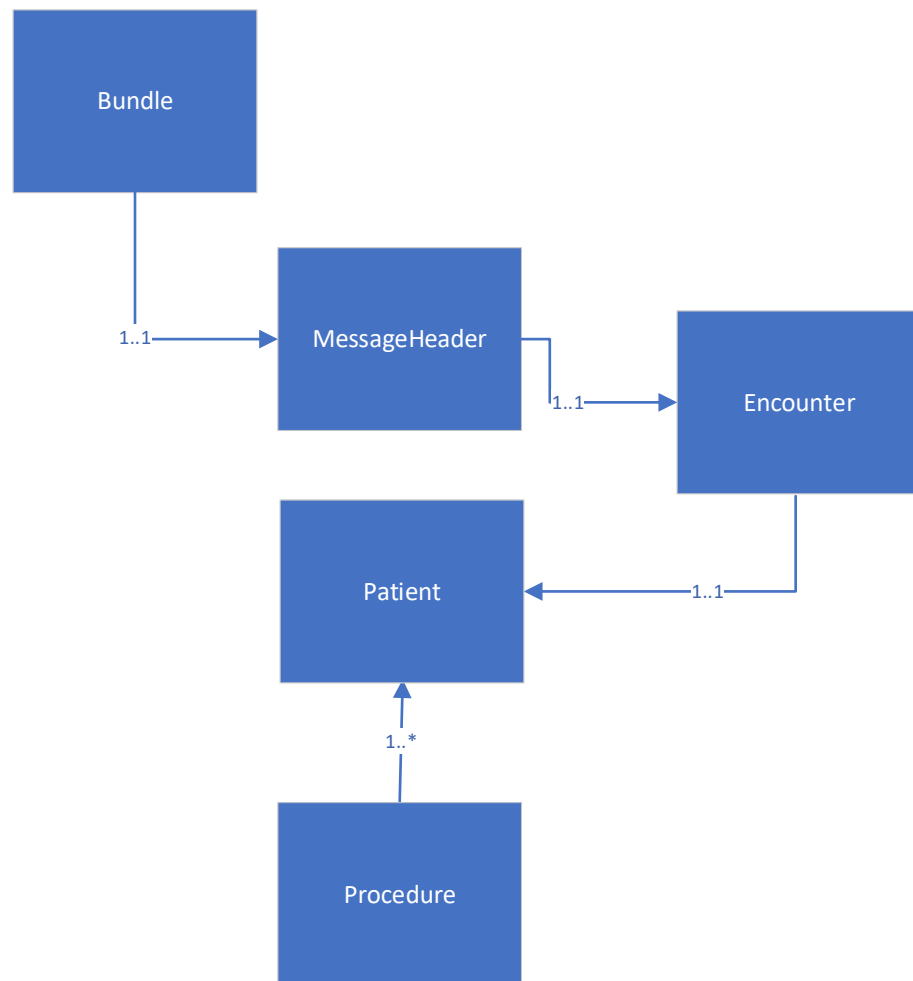 Bundle
1..1
MessageHeader
1..1
Encounter
Patient
1..1
1..*
Procedure